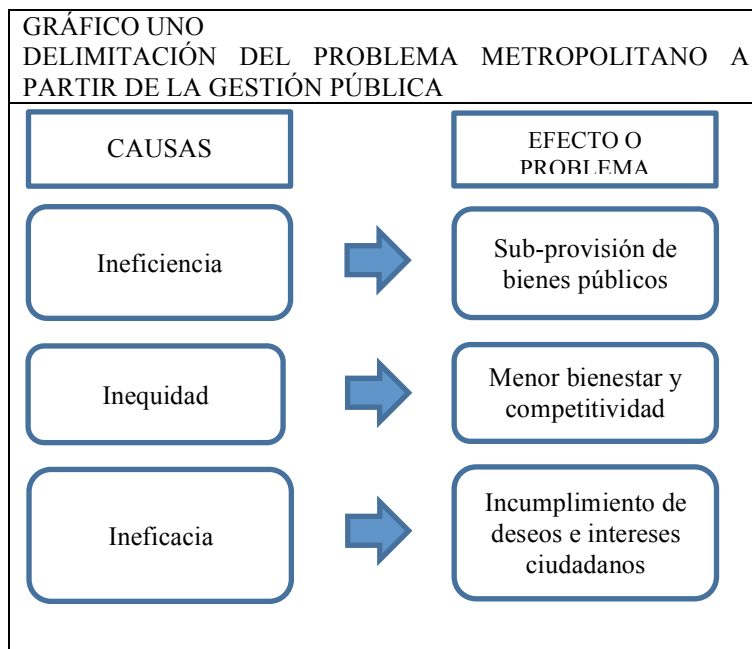 GRÁFICO UNO
DELIMITACIÓN DEL PROBLEMA METROPOLITANO A
PARTIR DE LA GESTIÓN PÚBLICA
CAUSAS
EFECTO O
PROBLEMA
Ineficiencia
Sub-provisión de
bienes públicos
Inequidad
Menor bienestar y
competitividad
Ineficacia
Incumplimiento de
deseos e intereses
ciudadanos